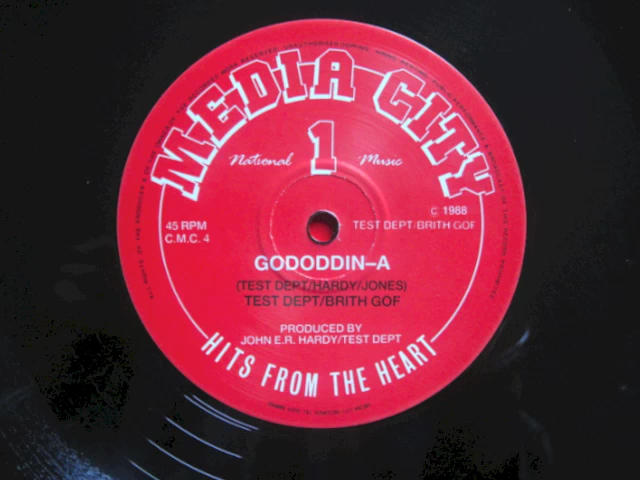 MEDIA CITY
National 1 Music
45 RPM
C.M.C. 4
© 1988
TEST DEPT/BRITH GOF
GODODDIN–A
(TEST DEPT/HARDY/JONES)
TEST DEPT/BRITH GOF
PRODUCED BY
JOHN E.R. HARDY/TEST DEPT
HITS FROM THE HEART